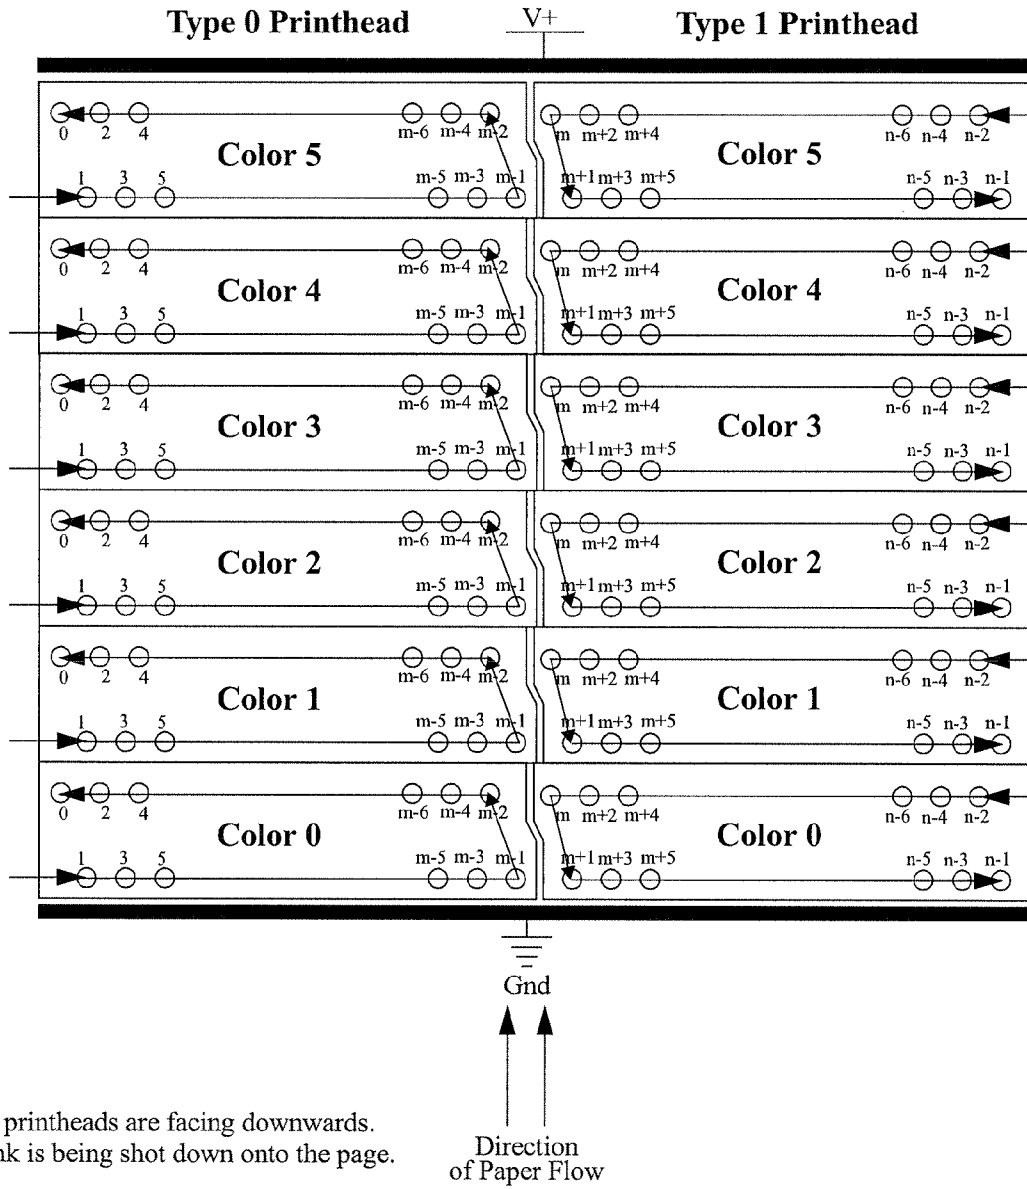 Type 0 Printhead V+ Type 1 Printhead
0 2 4 m-6 m-4 m-2 m m+2 m+4 n-6 n-4 n-2
Color 5 Color 5
1 3 5 m-5 m-3 m-1 m+1 m+3 m+5 n-5 n-3 n-1
0 2 4 m-6 m-4 m-2 m m+2 m+4 n-6 n-4 n-2
Color 4 Color 4
1 3 5 m-5 m-3 m-1 m+1 m+3 m+5 n-5 n-3 n-1
0 2 4 m-6 m-4 m-2 m m+2 m+4 n-6 n-4 n-2
Color 3 Color 3
1 3 5 m-5 m-3 m-1 m+1 m+3 m+5 n-5 n-3 n-1
0 2 4 m-6 m-4 m-2 m m+2 m+4 n-6 n-4 n-2
Color 2 Color 2
1 3 5 m-5 m-3 m-1 m+1 m+3 m+5 n-5 n-3 n-1
0 2 4 m-6 m-4 m-2 m m+2 m+4 n-6 n-4 n-2
Color 1 Color 1
1 3 5 m-5 m-3 m-1 m+1 m+3 m+5 n-5 n-3 n-1
0 2 4 m-6 m-4 m-2 m m+2 m+4 n-6 n-4 n-2
Color 0 Color 0
1 3 5 m-5 m-3 m-1 m+1 m+3 m+5 n-5 n-3 n-1
Gnd
printheads are facing downwards.
nk is being shot down onto the page.
Direction
of Paper Flow